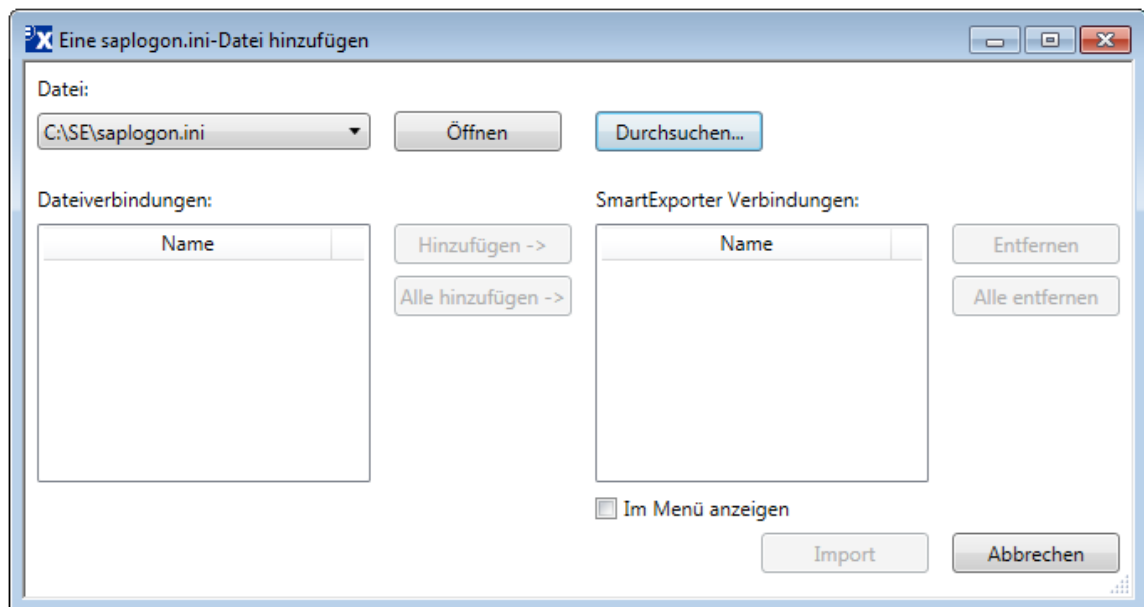 Eine saplogon.ini-Datei hinzufügen
Datei:
C:\SE\saplogon.ini Öffnen Durchsuchen...
Dateiverbindungen: SmartExporter Verbindungen:
Name Hinzufügen -> Name Entfernen
Alle hinzufügen -> Alle entfernen
Im Menü anzeigen
Import Abbrechen